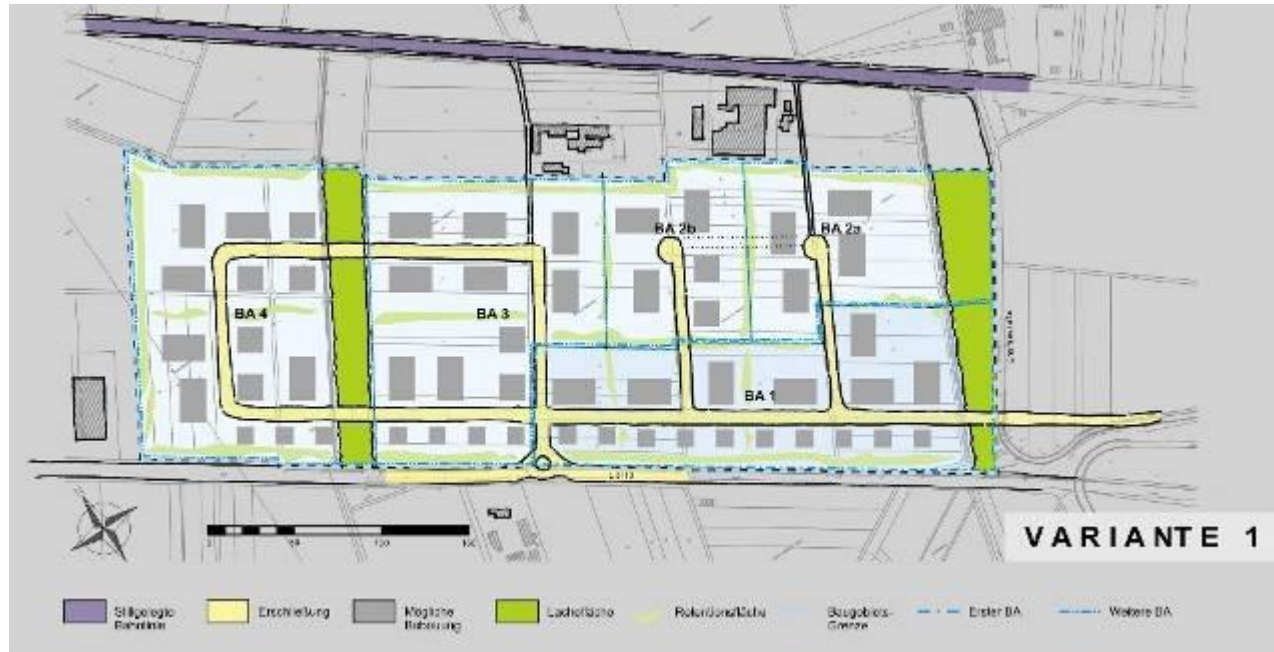 BA 2b
BA 2a
BA 4
BA 3
BA 1
VARIANTE 1
Stillgelegte
Bahnlinie
Erschließung
Mögliche
Bebauung
Retentionsfläche
Baugebiets-
Grenze
Erster BA
Weitere BA